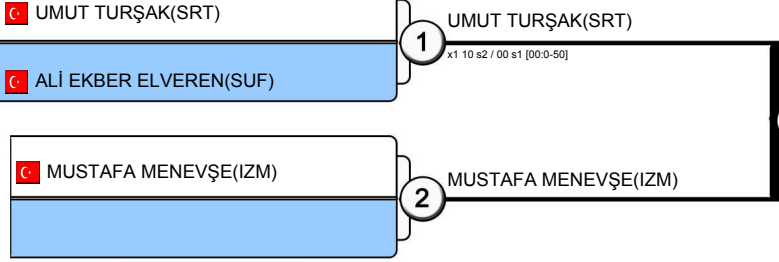 UMUT TURŞAK(SRT)
ALİ EKBER ELVEREN(SUF)
1
UMUT TURŞAK(SRT)
x1 10 s2 / 00 s1 [00:0-50]
MUSTAFA MENEVŞE(IZM)
2
MUSTAFA MENEVŞE(IZM)